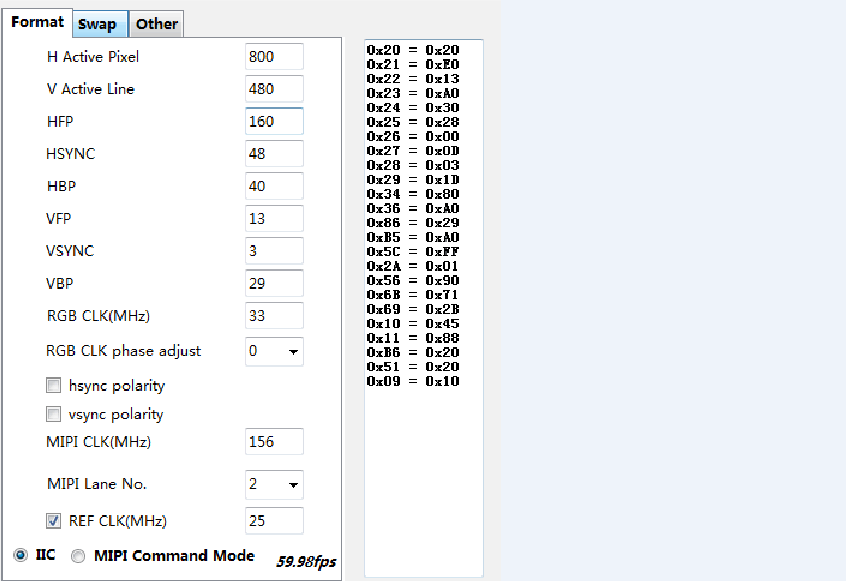 Format Swap Other
H Active Pixel 800
V Active Line 480
HFP 160
HSYNC 48
HBP 40
VFP 13
VSYNC 3
VBP 29
RGB CLK(MHz) 33
RGB CLK phase adjust 0
hsync polarity
vsync polarity
MIPI CLK(MHz) 156
MIPI Lane No. 2
REF CLK(MHz) 25
IIC MIPI Command Mode 59.98fps
0x20 = 0x20
0x21 = 0xE0
0x22 = 0x13
0x23 = 0xA0
0x24 = 0x30
0x25 = 0x28
0x26 = 0x00
0x27 = 0x0D
0x28 = 0x03
0x29 = 0x1D
0x34 = 0x80
0x36 = 0xA0
0x86 = 0x29
0xB5 = 0xA0
0x5C = 0xFF
0x2A = 0x01
0x56 = 0x90
0x6B = 0x71
0x69 = 0x2B
0x10 = 0x45
0x11 = 0x88
0xB6 = 0x20
0x51 = 0x20
0x09 = 0x10